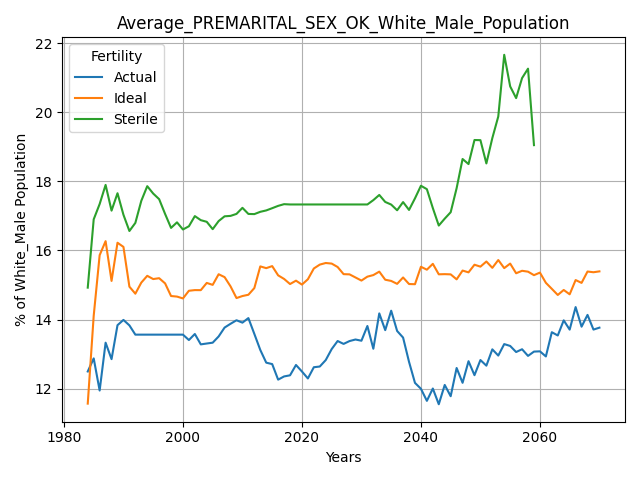 Average_PREMARITAL_SEX_OK_White_Male_Population
Fertility
Actual
Ideal
Sterile
% of White_Male Population
22
20
18
16
14
12
1980
2000
2020
2040
2060
Years